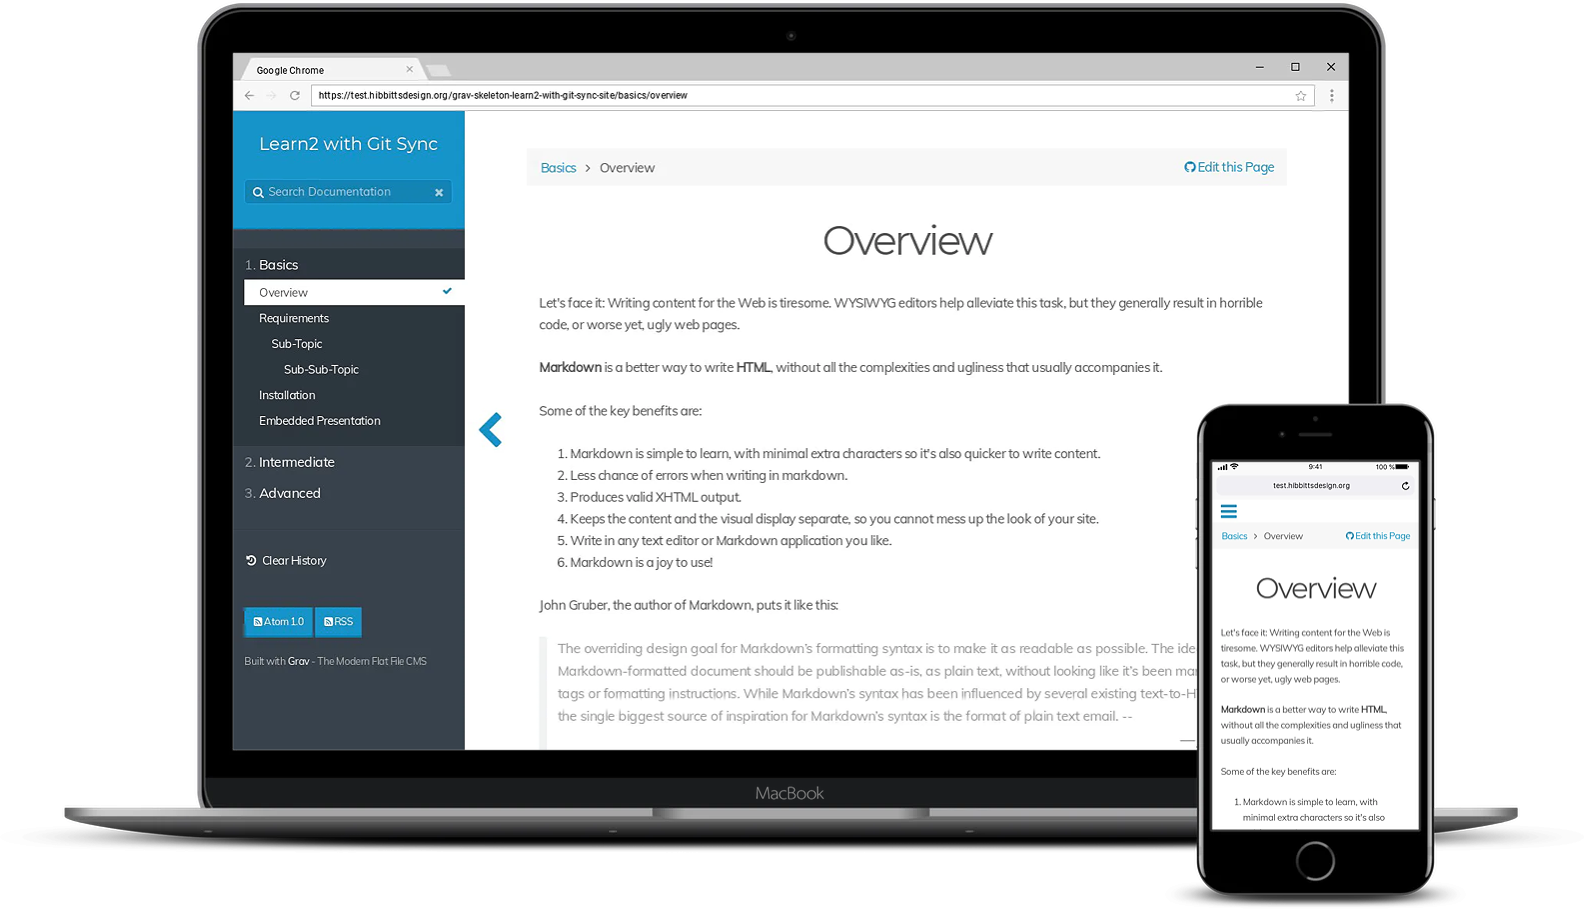 Google Chrome
https://test.hibbittsdesign.org/grav-skeleton-learn2-with-git-sync-site/basics/overview
Learn2 with Git Sync
Search Documentation
1. Basics
Overview
Requirements
Sub-Topic
Sub-Sub-Topic
Installation
Embedded Presentation
2. Intermediate
3. Advanced
Clear History
Atom 1.0 RSS
Built with Grav - The Modern Flat File CMS
Basics > Overview Edit this Page
Overview
Let's face it: Writing content for the Web is tiresome. WYSIWYG editors help alleviate this task, but they generally result in horrible
code, or worse yet, ugly web pages.
Markdown is a better way to write HTML, without all the complexities and ugliness that usually accompanies it.
Some of the key benefits are:
1. Markdown is simple to learn, with minimal extra characters so it's also quicker to write content.
2. Less chance of errors when writing in markdown.
3. Produces valid XHTML output.
4. Keeps the content and the visual display separate, so you cannot mess up the look of your site.
5. Write in any text editor or Markdown application you like.
6. Markdown is a joy to use!
John Gruber, the author of Markdown, puts it like this:
The overriding design goal for Markdown's formatting syntax is to make it as readable as possible. The
Markdown-formatted document should be publishable as-is, as plain text, without looking like it's been
tags or formatting instructions. While Markdown's syntax has been influenced by several existing
the single biggest source of inspiration for Markdown's syntax is the format of plain text email. --
—
MacBook
9:41 100 %
test.hibbittsdesign.org
Basics > Overview Edit this Page
Overview
Let's face it: Writing content for the Web is
tiresome. WYSIWYG editors help alleviate this
task, but they generally result in horrible code,
or worse yet, ugly web pages.
Markdown is a better way to write HTML,
without all the complexities and ugliness that
usually accompanies it.
Some of the key benefits are:
1. Markdown is simple to learn, with
minimal extra characters so it's also